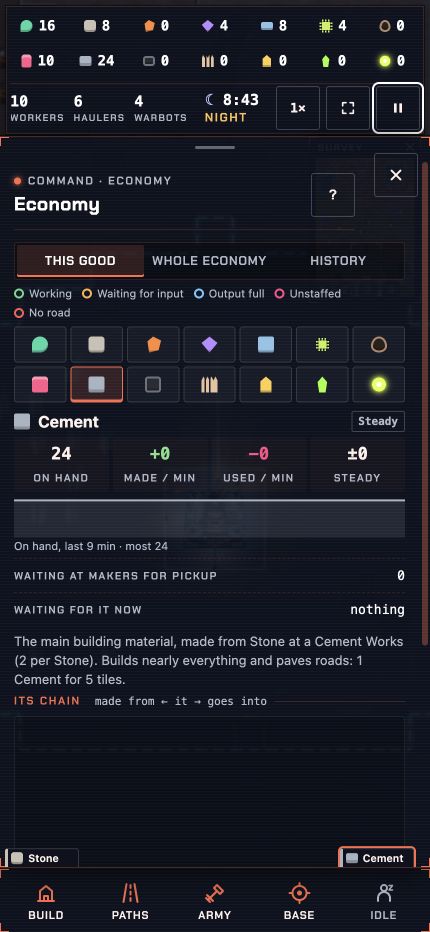 16 8 0 4 8 4 0
10 24 0 0 0 0 0
10 WORKERS 6 HAULERS 4 WARBOTS 8:43 NIGHT 1×
SURVEY
COMMAND · ECONOMY
Economy
?
THIS GOOD WHOLE ECONOMY HISTORY
Working Waiting for input Output full Unstaffed
No road
Cement Steady
24 +0 −0 ±0
ON HAND MADE / MIN USED / MIN STEADY
On hand, last 9 min · most 24
WAITING AT MAKERS FOR PICKUP 0
WAITING FOR IT NOW nothing
The main building material, made from Stone at a Cement Works
(2 per Stone). Builds nearly everything and paves roads: 1
Cement for 5 tiles.
ITS CHAIN made from ← it → goes into
Stone Cement
BUILD PATHS ARMY BASE IDLE